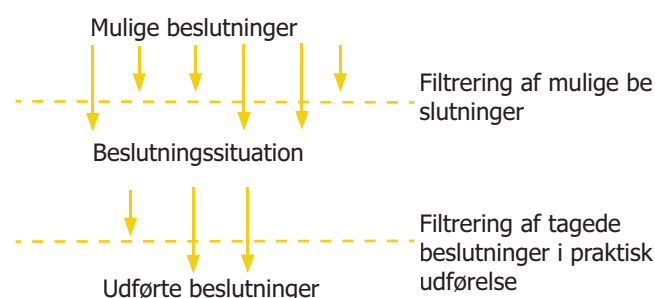 Mulige beslutninger
Filtrering af mulige be
slutninger
Beslutningssituation
Filtrering af tagede
beslutninger i praktisk
udførelse
Udførte beslutninger